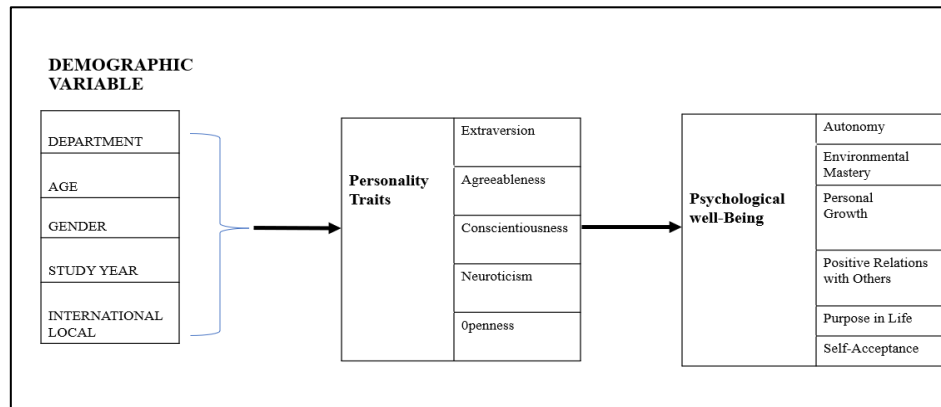 DEMOGRAPHIC
VARIABLE
DEPARTMENT
AGE
GENDER
STUDY YEAR
INTERNATIONAL
LOCAL
Personality
Traits
Extraversion
Agreeableness
Conscientiousness
Neuroticism
0penness
Psychological
well-Being
Autonomy
Environmental
Mastery
Personal
Growth
Positive Relations
with Others
Purpose in Life
Self-Acceptance